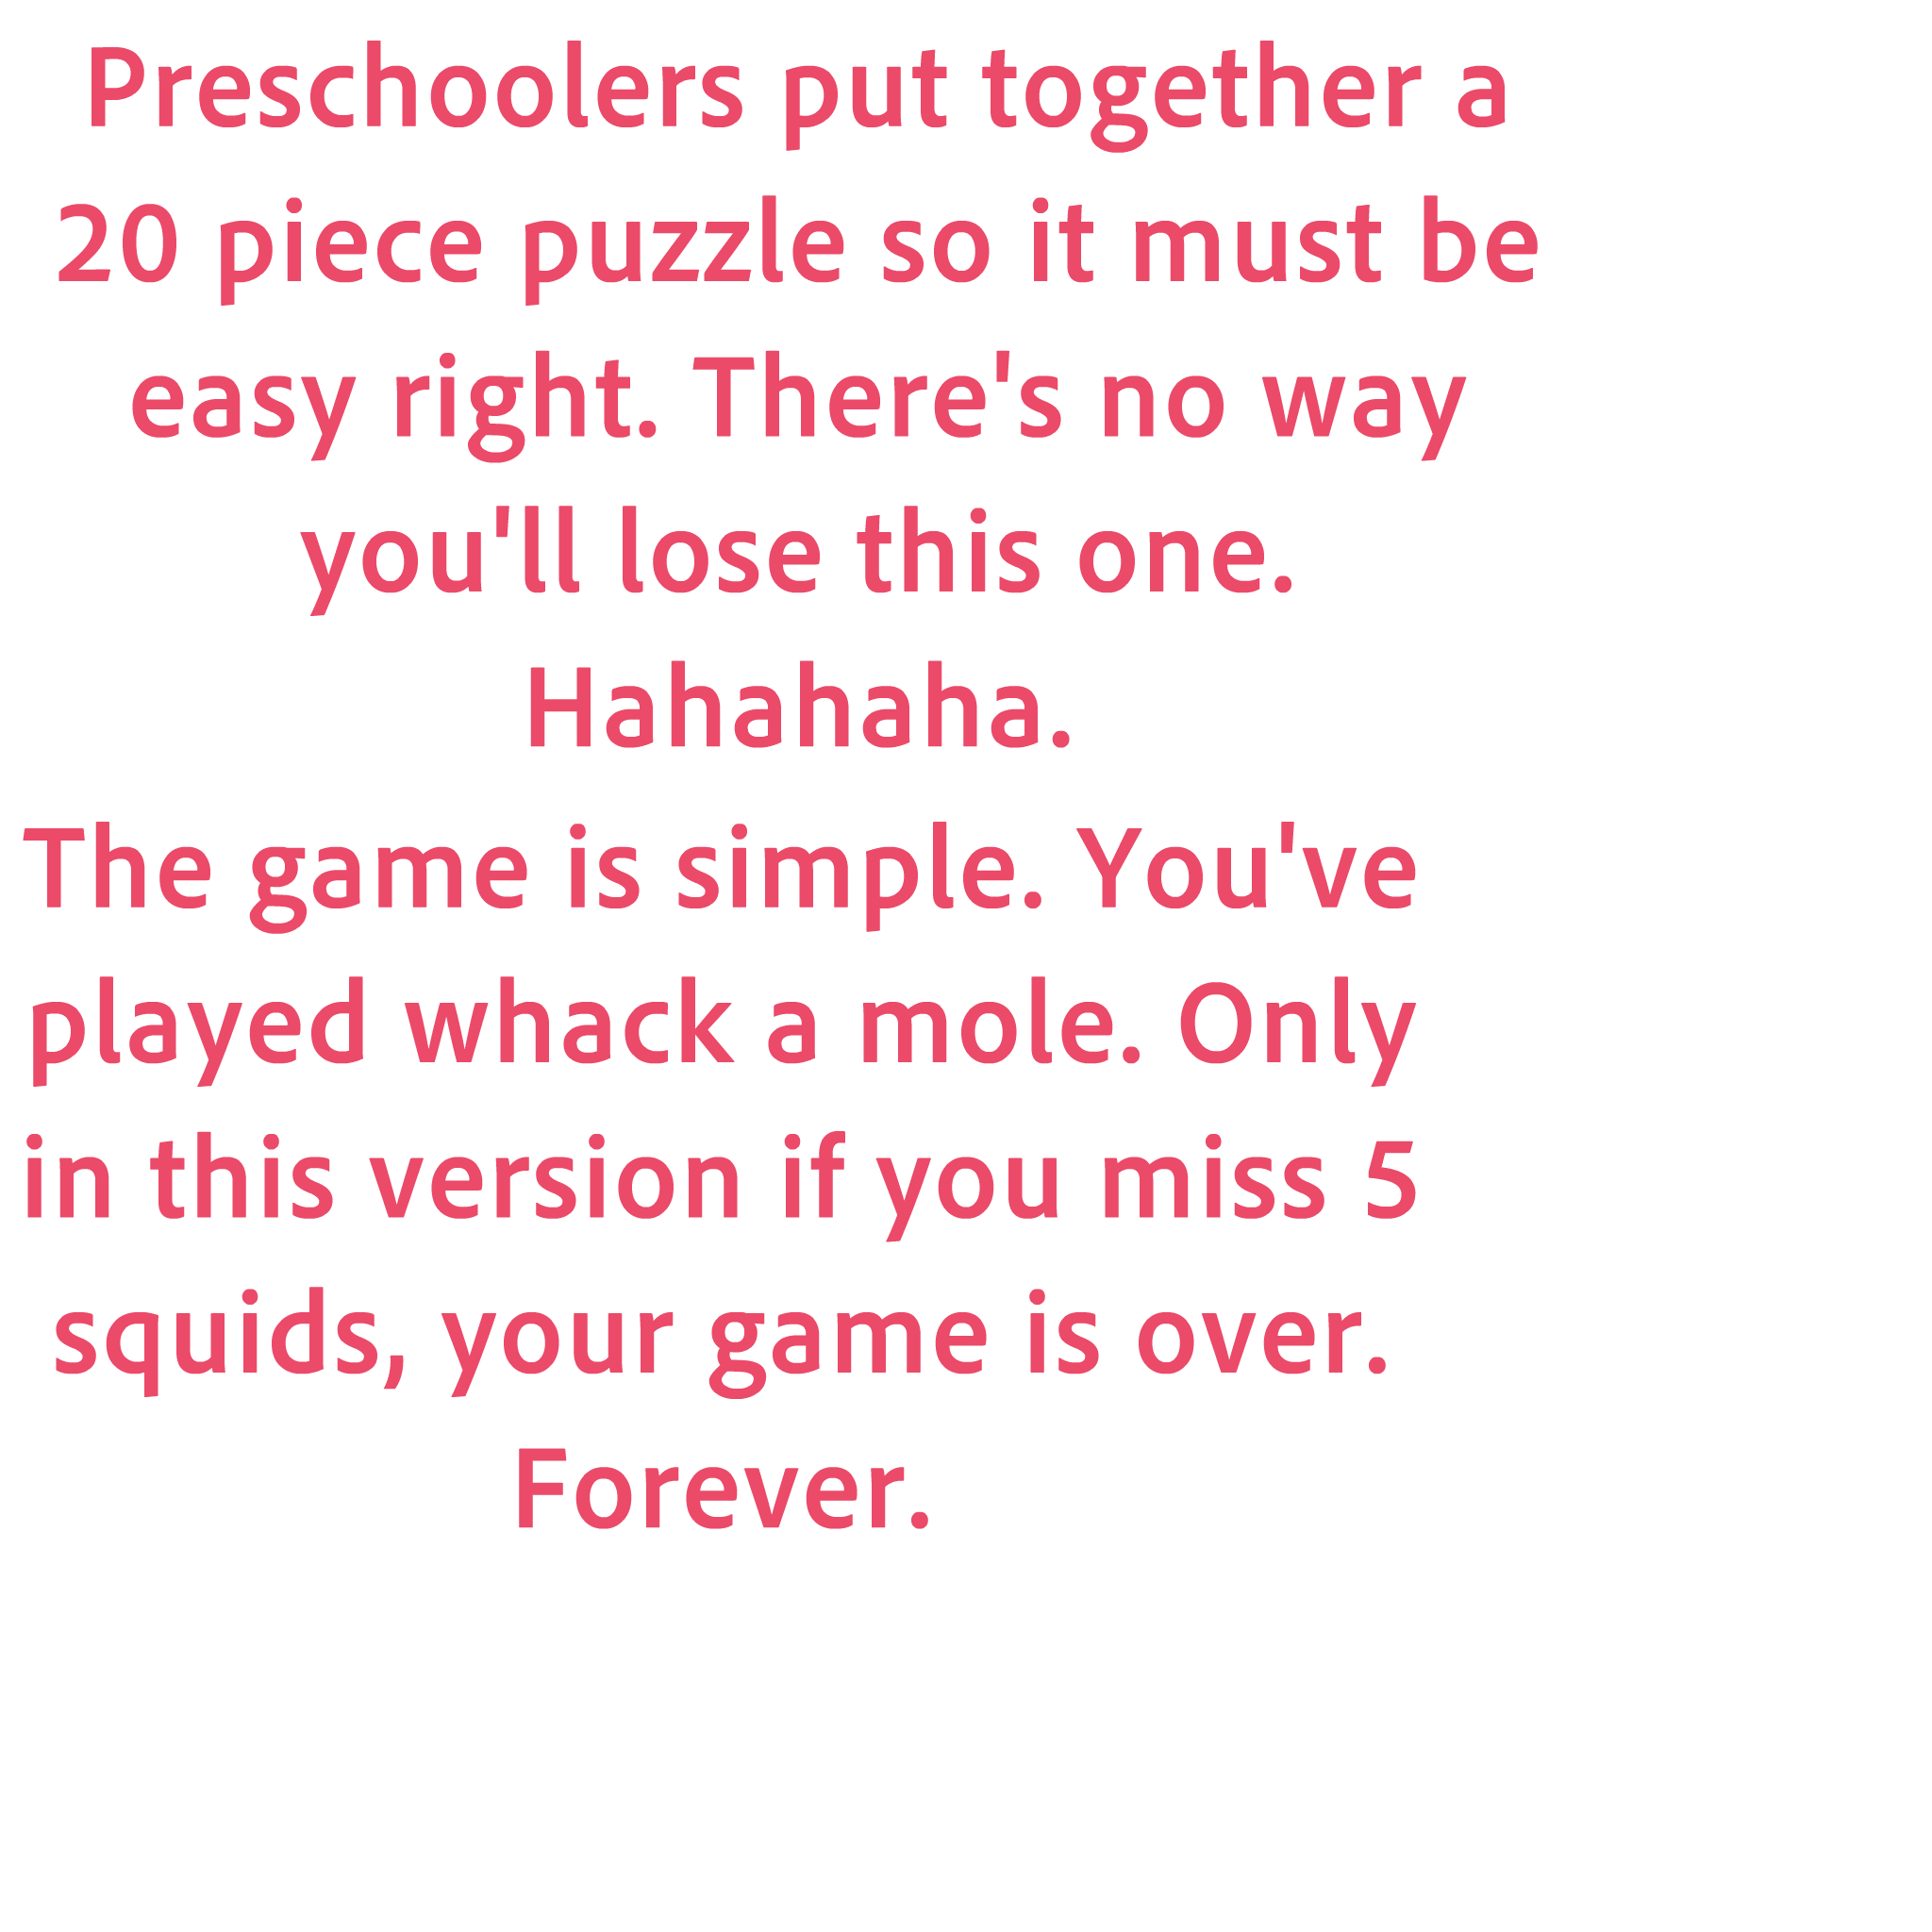 Preschoolers put together a
20 piece puzzle so it must be
easy right. There's no way
you'll lose this one.
Hahahaha.
The game is simple. You've
played whack a mole. Only
in this version if you miss 5
squids, your game is over.
Forever.